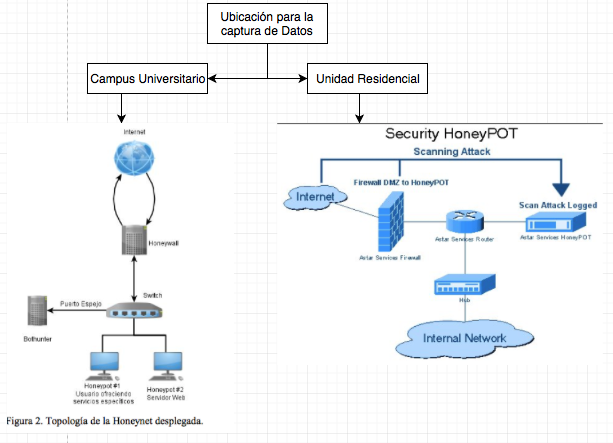 Ubicación para la
captura de Datos
Campus Universitario
Unidad Residencial
Internet
Honeywall
Switch
Puerto Espejo
Bothunter
Honeypot #1
Usuario ofreciendo
servicios específicos
Honeypot #2
Servidor Web
Figura 2. Topología de la Honeynet desplegada.
Security HoneyPOT
Scanning Attack
Firewall DMZ to HoneyPOT
Internet
Scan Attack Logged
Astar Services Firewall
Astar Services Router
Astar Services HoneyPOT
Hub
Internal Network